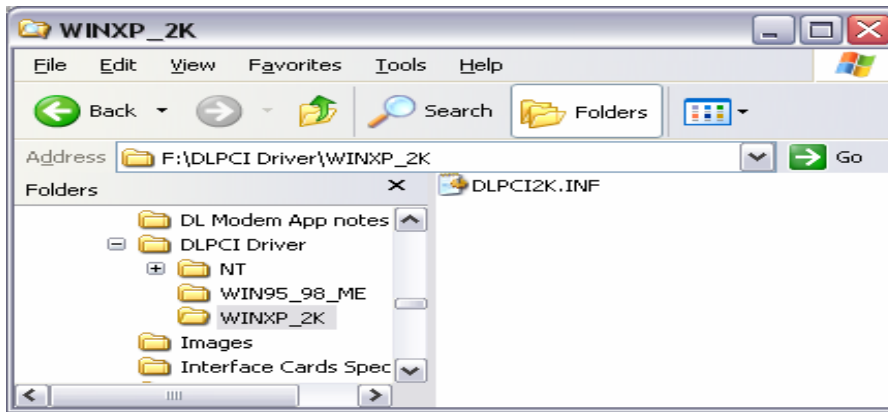 WINXP_2K
File Edit View Favorites Tools Help
Back Search Folders
Address F:\DLPCI Driver\WINXP_2K Go
Folders
DLPCI2K.INF
DL Modem App notes
DLPCI Driver
NT
WIN95_98_ME
WINXP_2K
Images
Interface Cards Spec